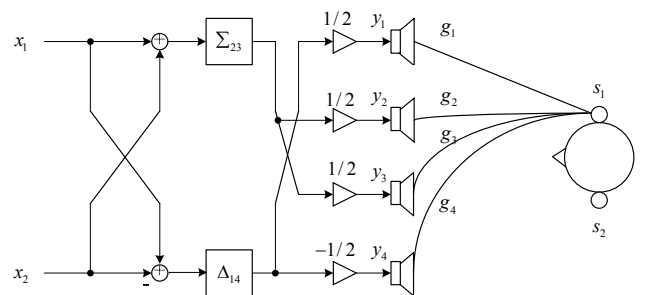 1/2 y₁ g₁
x₁ + Σ₂₃
1/2 y₂ g₂ s₁
g₃
1/2 y₃
g₄
s₂
−1/2 y₄
x₂ + Δ₁₄
-